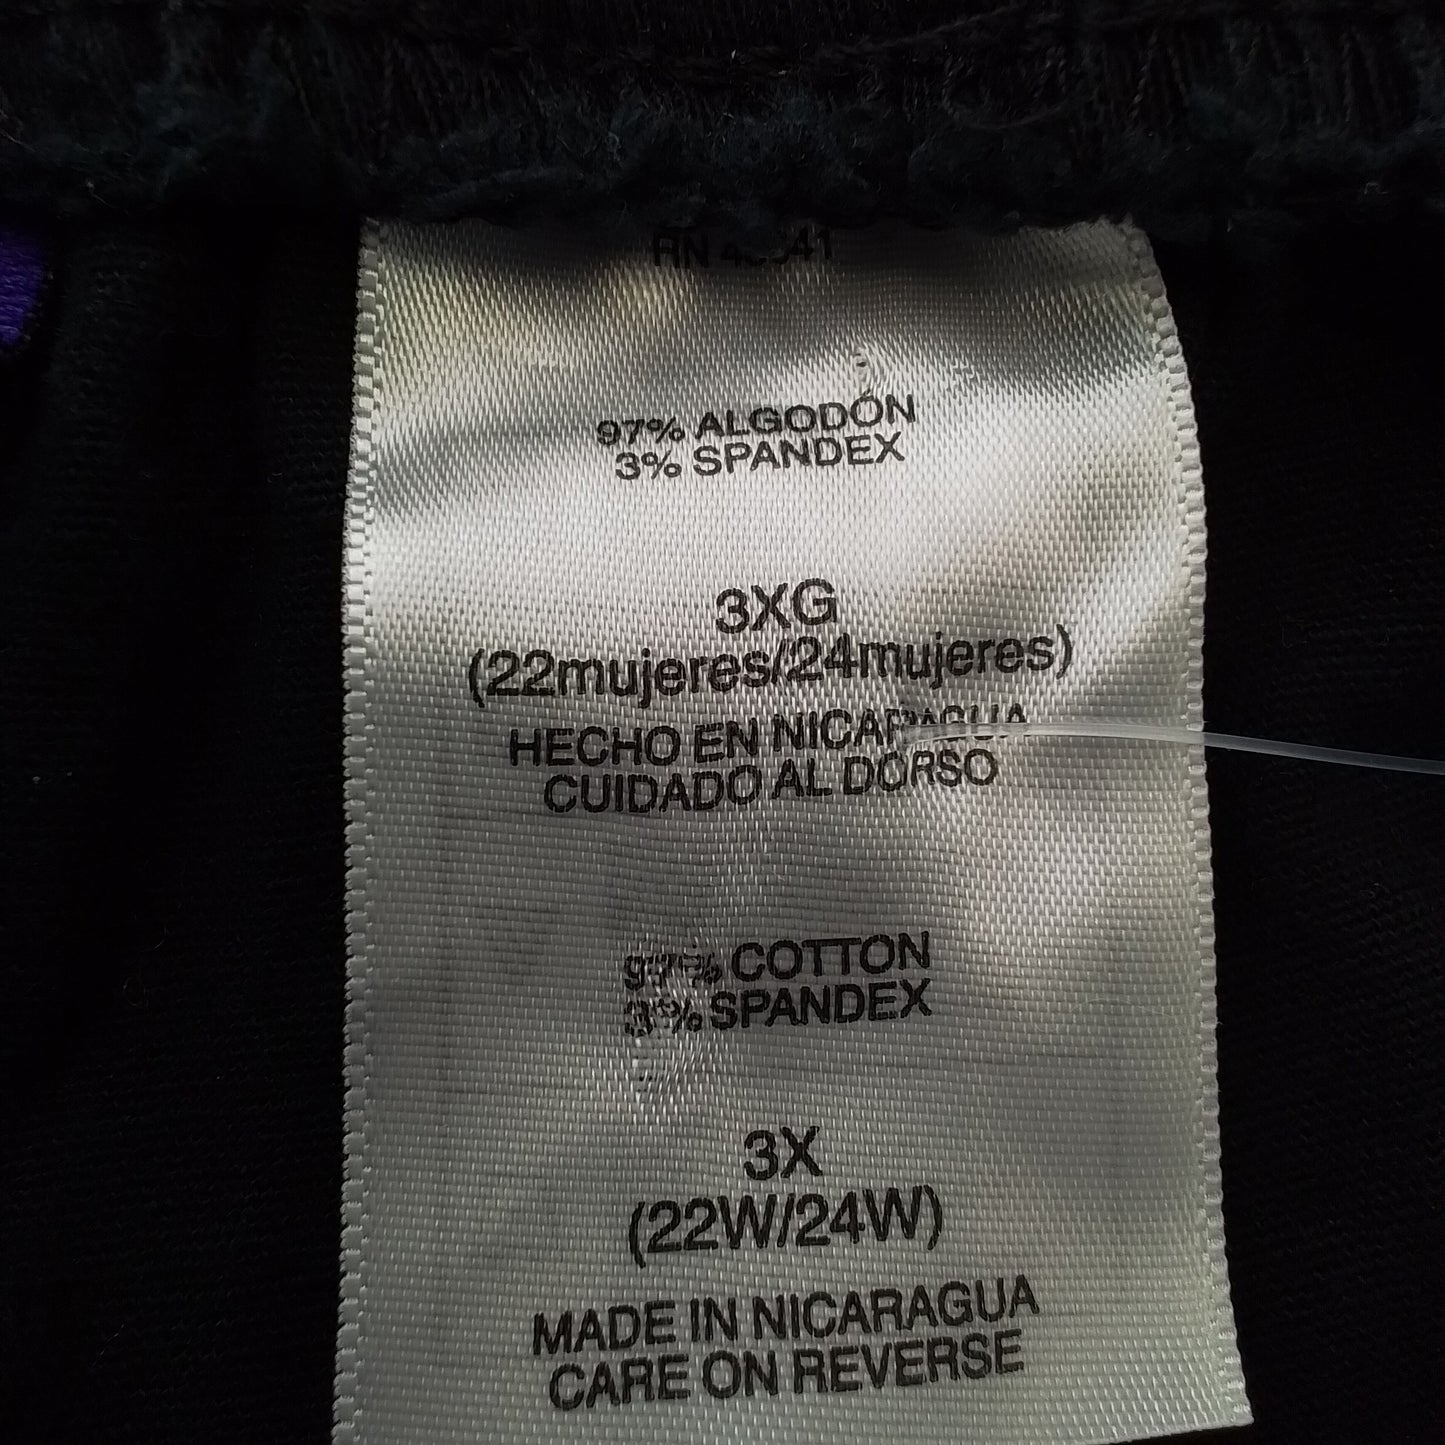 RN
97% ALGODÓN
3% SPANDEX
3XG
(22mujeres/24mujeres)
HECHO EN NICARAGUA
CUIDADO AL DORSO
97% COTTON
3% SPANDEX
3X
(22W/24W)
MADE IN NICARAGUA
CARE ON REVERSE